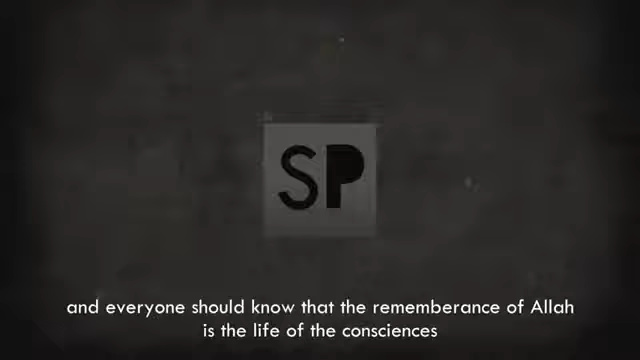 SP
and everyone should know that the rememberance of Allah
is the life of the consciences